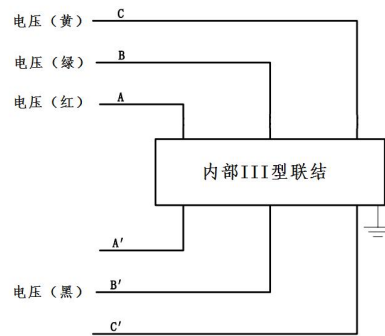 电压（黄） C
电压（绿） B
电压（红） A
内部III型联结
A'
电压（黑） B'
C'